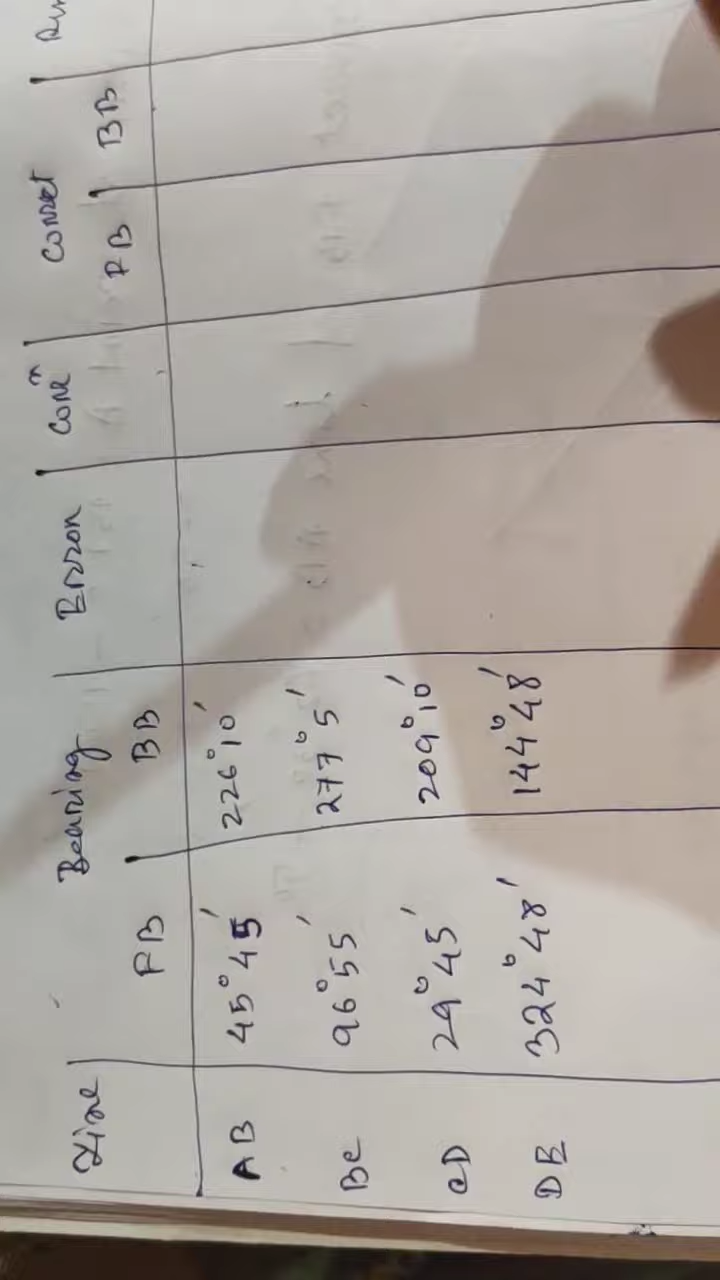 Line Bearing Error Corrⁿ Correct
FB BB FB BB
AB 45°45' 226°10'
BC 96°55' 277°5'
CD 29°45' 209°10'
DE 324°48' 144°48'